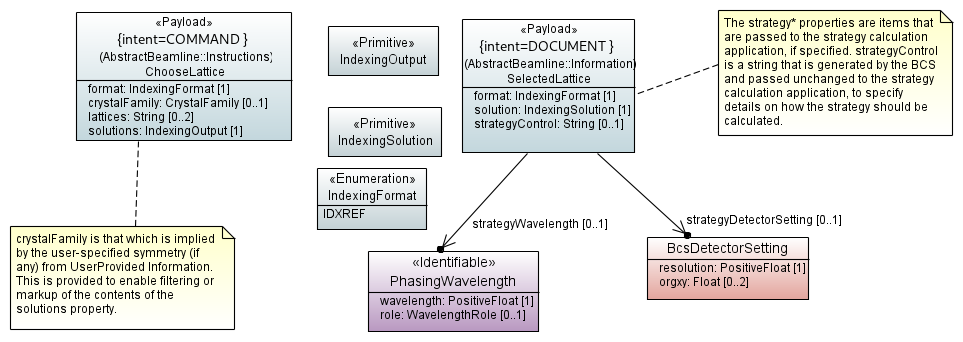 «Payload»
{intent=COMMAND }
(AbstractBeamline::Instructions)
ChooseLattice
format: IndexingFormat [1]
crystalFamily: CrystalFamily [0..1]
lattices: String [0..2]
solutions: IndexingOutput [1]
«Primitive»
IndexingOutput
«Primitive»
IndexingSolution
«Enumeration»
IndexingFormat
IDXREF
«Payload»
{intent=DOCUMENT }
(AbstractBeamline::Information)
SelectedLattice
format: IndexingFormat [1]
solution: IndexingSolution [1]
strategyControl: String [0..1]
The strategy* properties are items that
are passed to the strategy calculation
application, if specified. strategyControl
is a string that is generated by the BCS
and passed unchanged to the strategy
calculation application, to specify
details on how the strategy should be
calculated.
crystalFamily is that which is implied
by the user-specified symmetry (if
any) from UserProvided Information.
This is provided to enable filtering or
markup of the contents of the
solutions property.
strategyWavelength [0..1]
strategyDetectorSetting [0..1]
«Identifiable»
PhasingWavelength
wavelength: PositiveFloat [1]
role: WavelengthRole [0..1]
BcsDetectorSetting
resolution: PositiveFloat [1]
orgxy: Float [0..2]